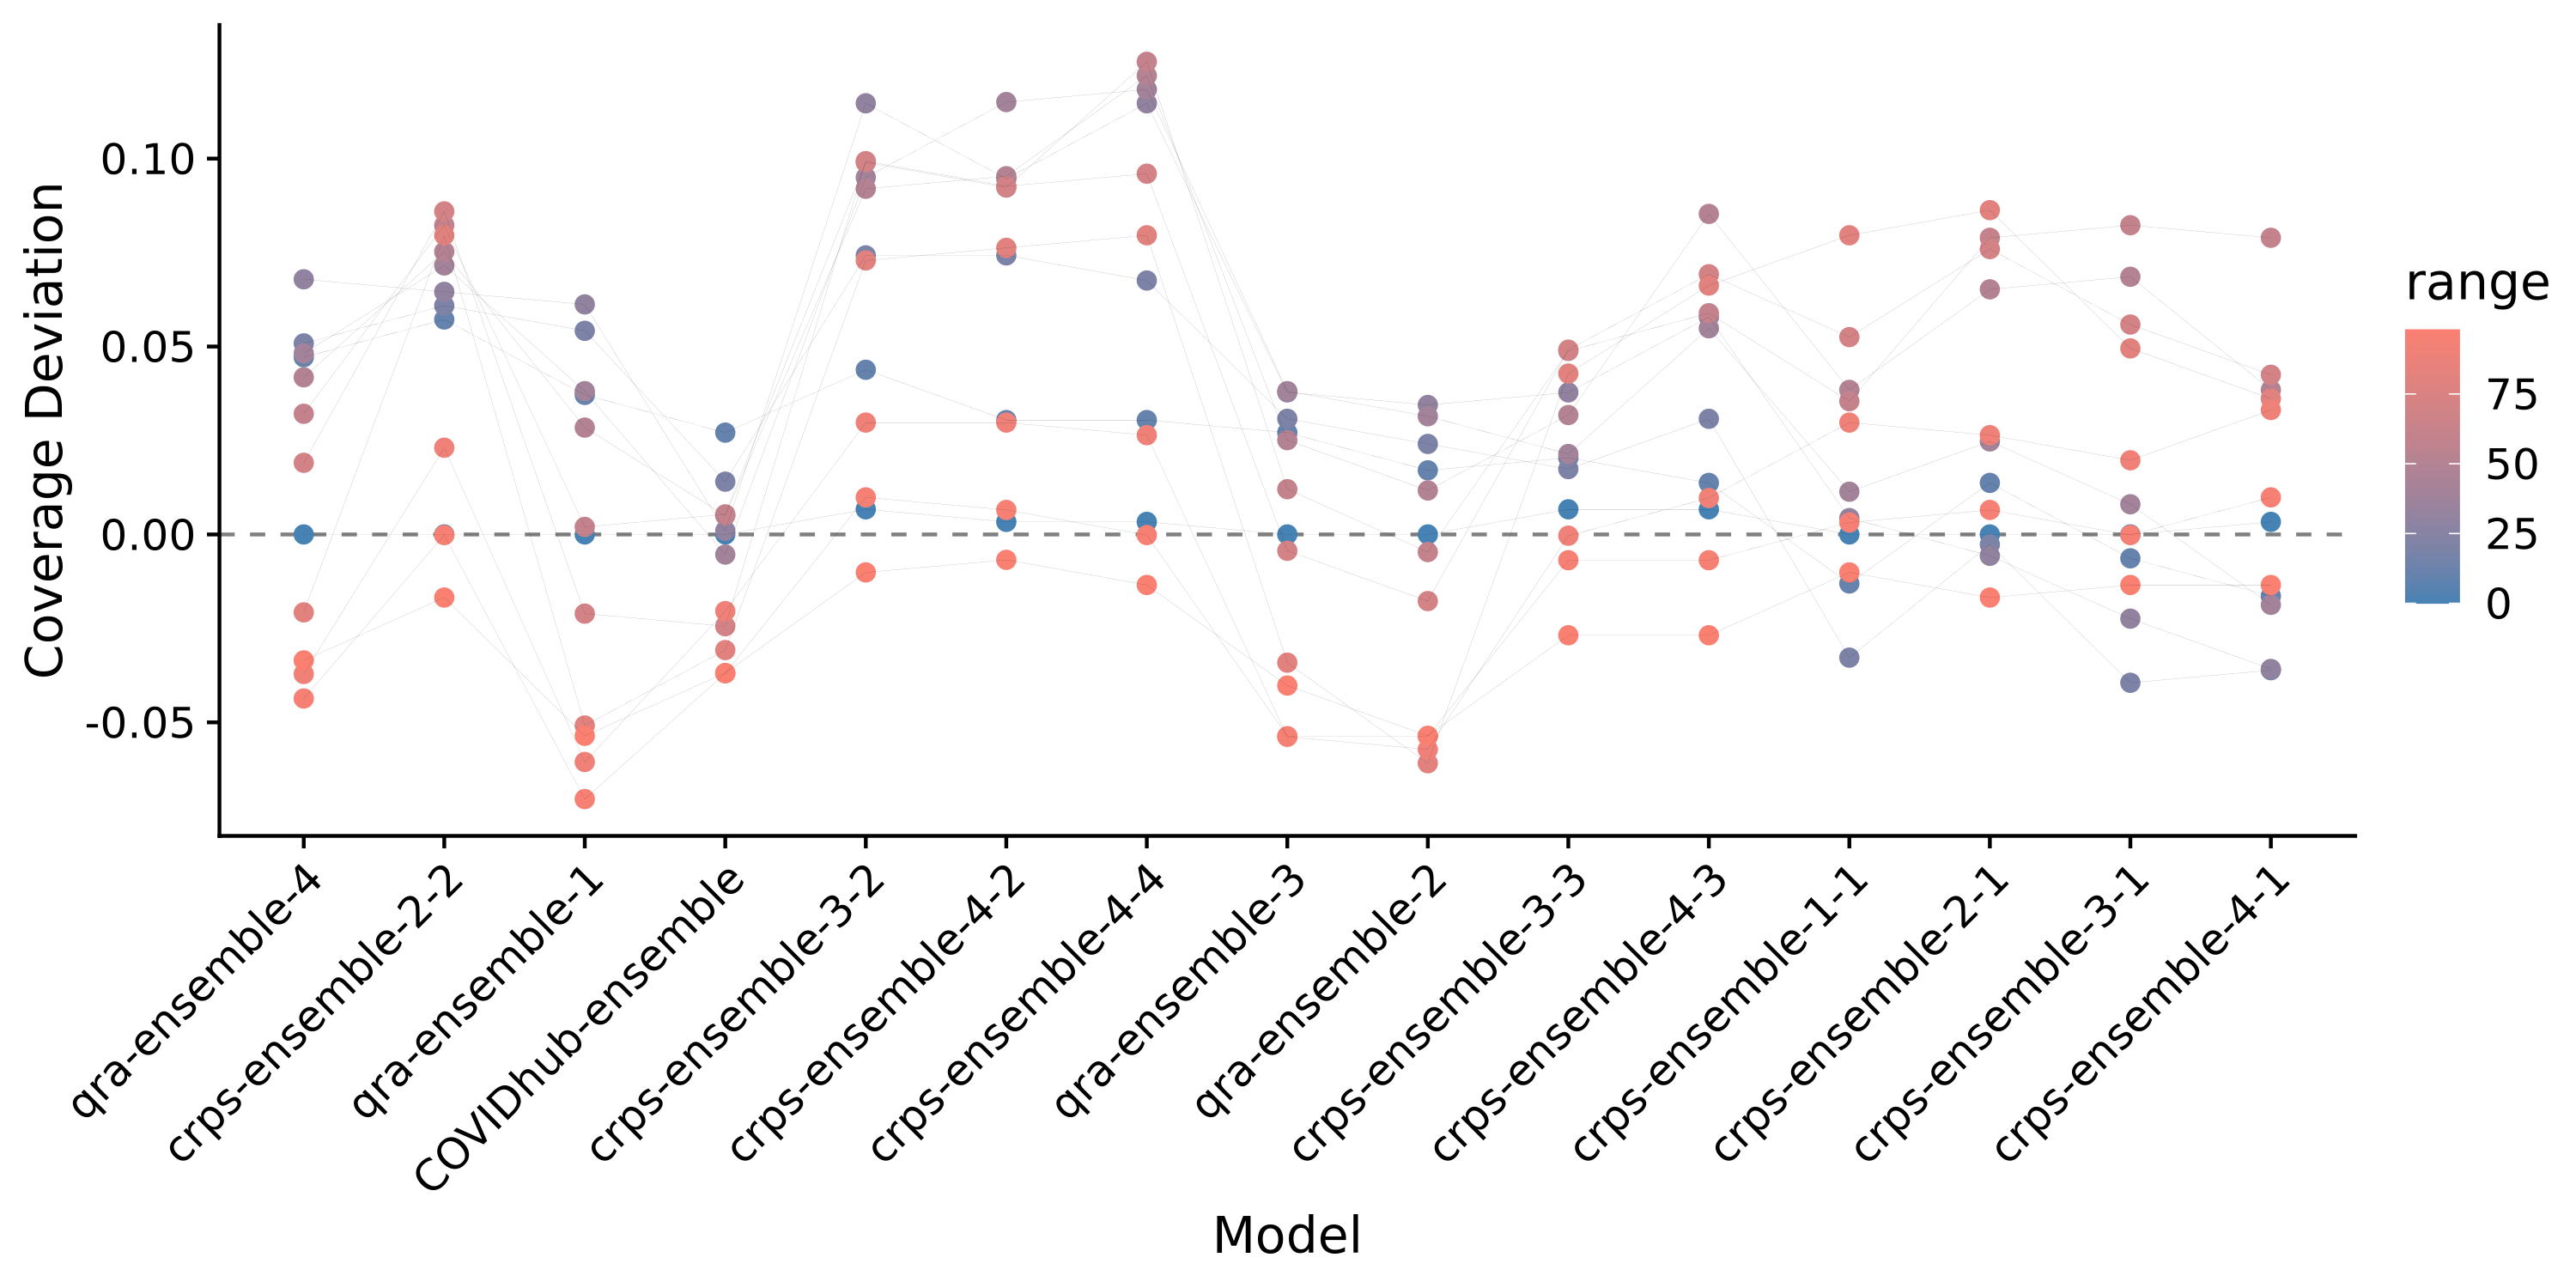 Coverage Deviation
0.10
0.05
0.00
-0.05
qra-ensemble-4
crps-ensemble-2-2
qra-ensemble-1
COVIDhub-ensemble
crps-ensemble-3-2
crps-ensemble-4-2
crps-ensemble-4-4
qra-ensemble-3
qra-ensemble-2
crps-ensemble-3-3
crps-ensemble-4-3
crps-ensemble-1-1
crps-ensemble-2-1
crps-ensemble-3-1
crps-ensemble-4-1
Model
range
75
50
25
0